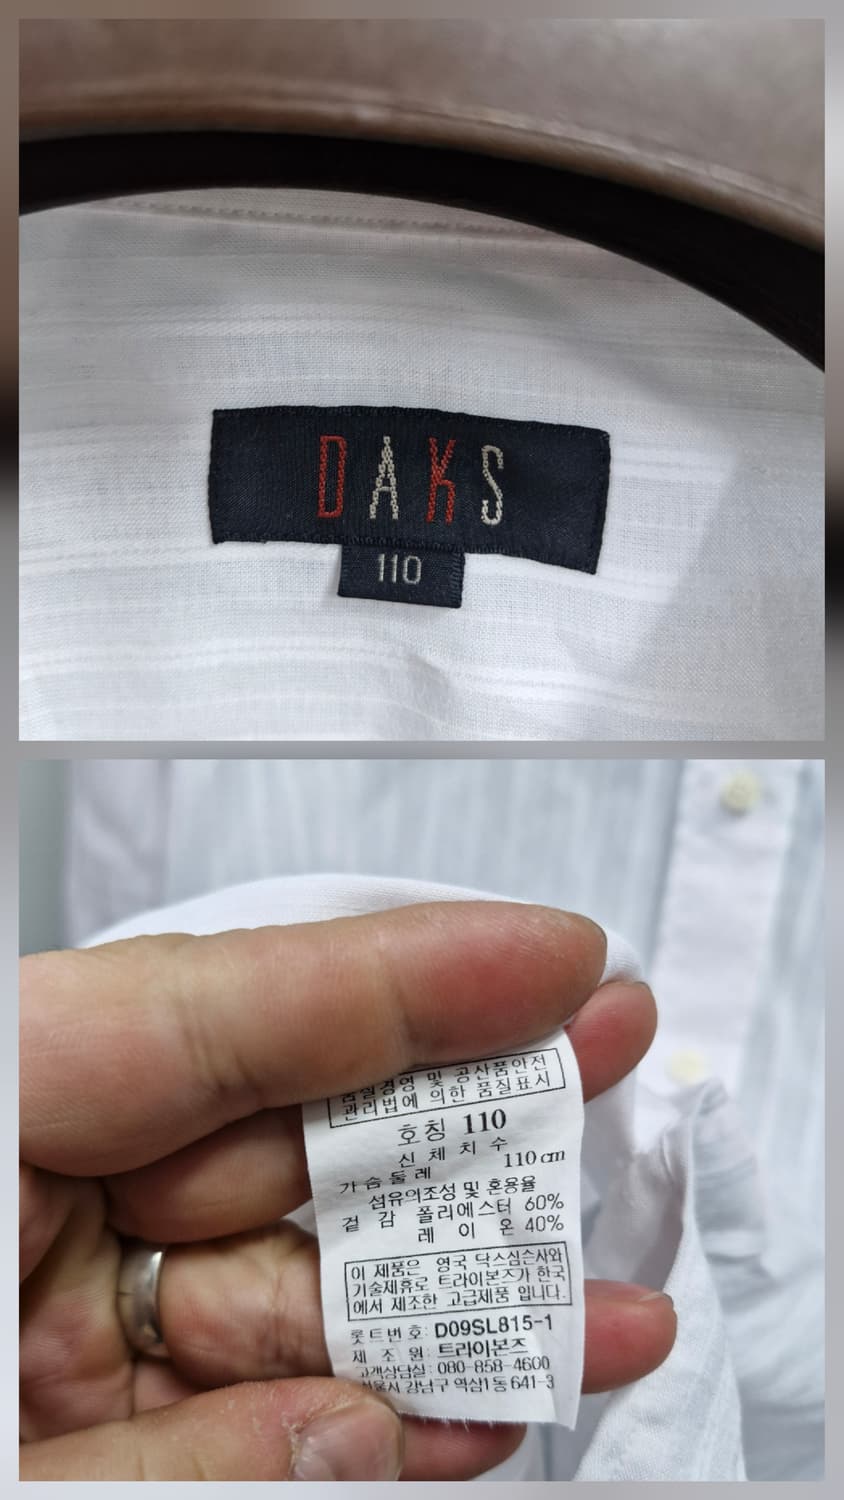 DAKS
110
품질경영 및 공산품안전
관리법에 의한 품질표시
호칭 110
신체치수
가슴둘레 110cm
섬유의조성 및 혼용율
겉감 폴리에스터 60%
레이온 40%
이 제품은 영국 닥스심슨사와
기술제휴로 트라이본즈가 한국
에서 제조한 고급제품 입니다.
롯트번호: D09SL815-1
제조원: 트라이본즈
고객상담실: 080-858-4600
서울시 강남구 역삼1동 641-3